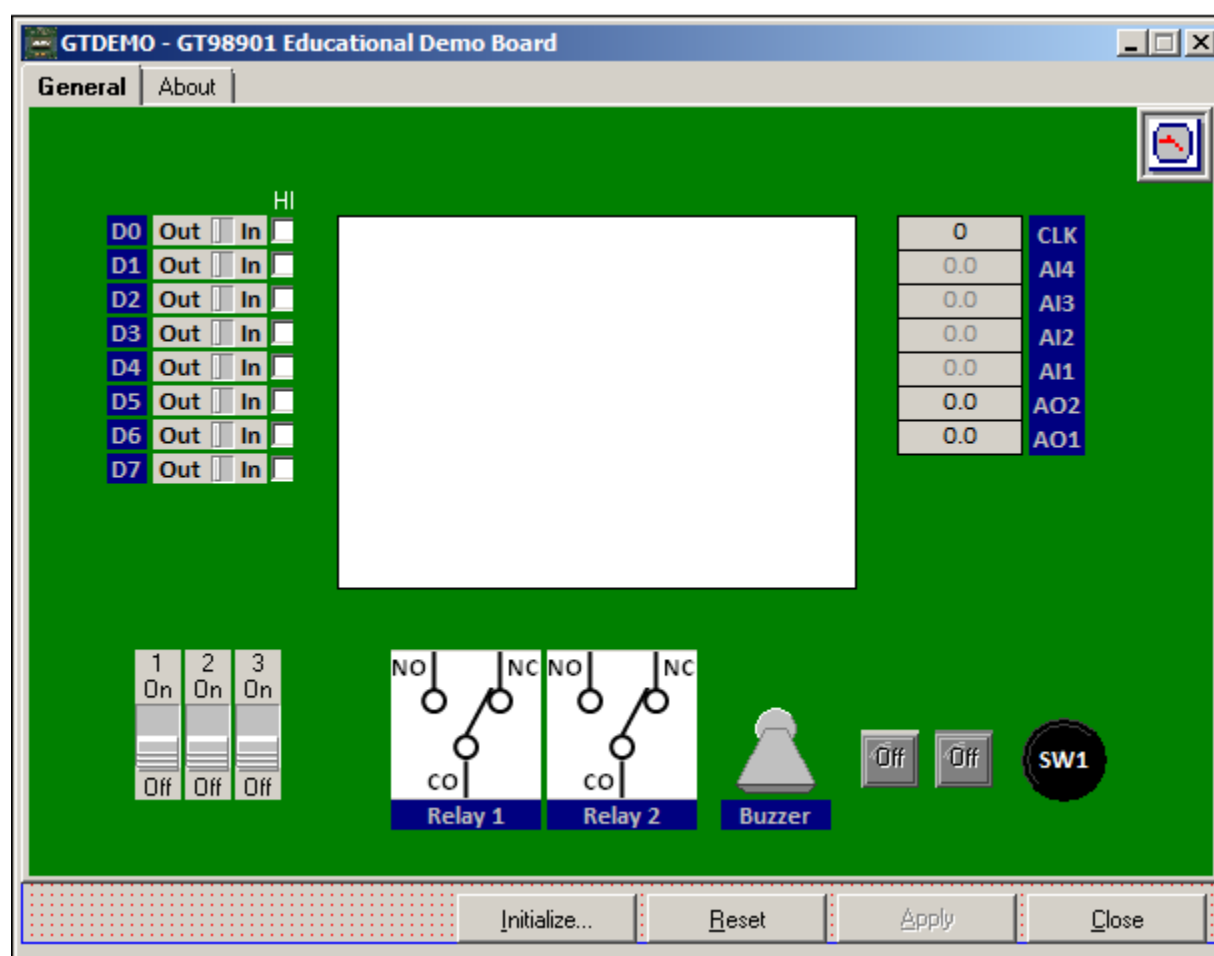 GTDEMO - GT98901 Educational Demo Board
General About
HI
D0 Out In
D1 Out In
D2 Out In
D3 Out In
D4 Out In
D5 Out In
D6 Out In
D7 Out In
0 CLK
0.0 AI4
0.0 AI3
0.0 AI2
0.0 AI1
0.0 AO2
0.0 AO1
1 2 3
On On On
Off Off Off
NO NC NO NC
CO CO
Relay 1 Relay 2 Buzzer
Off Off SW1
Initialize... Reset Apply Close